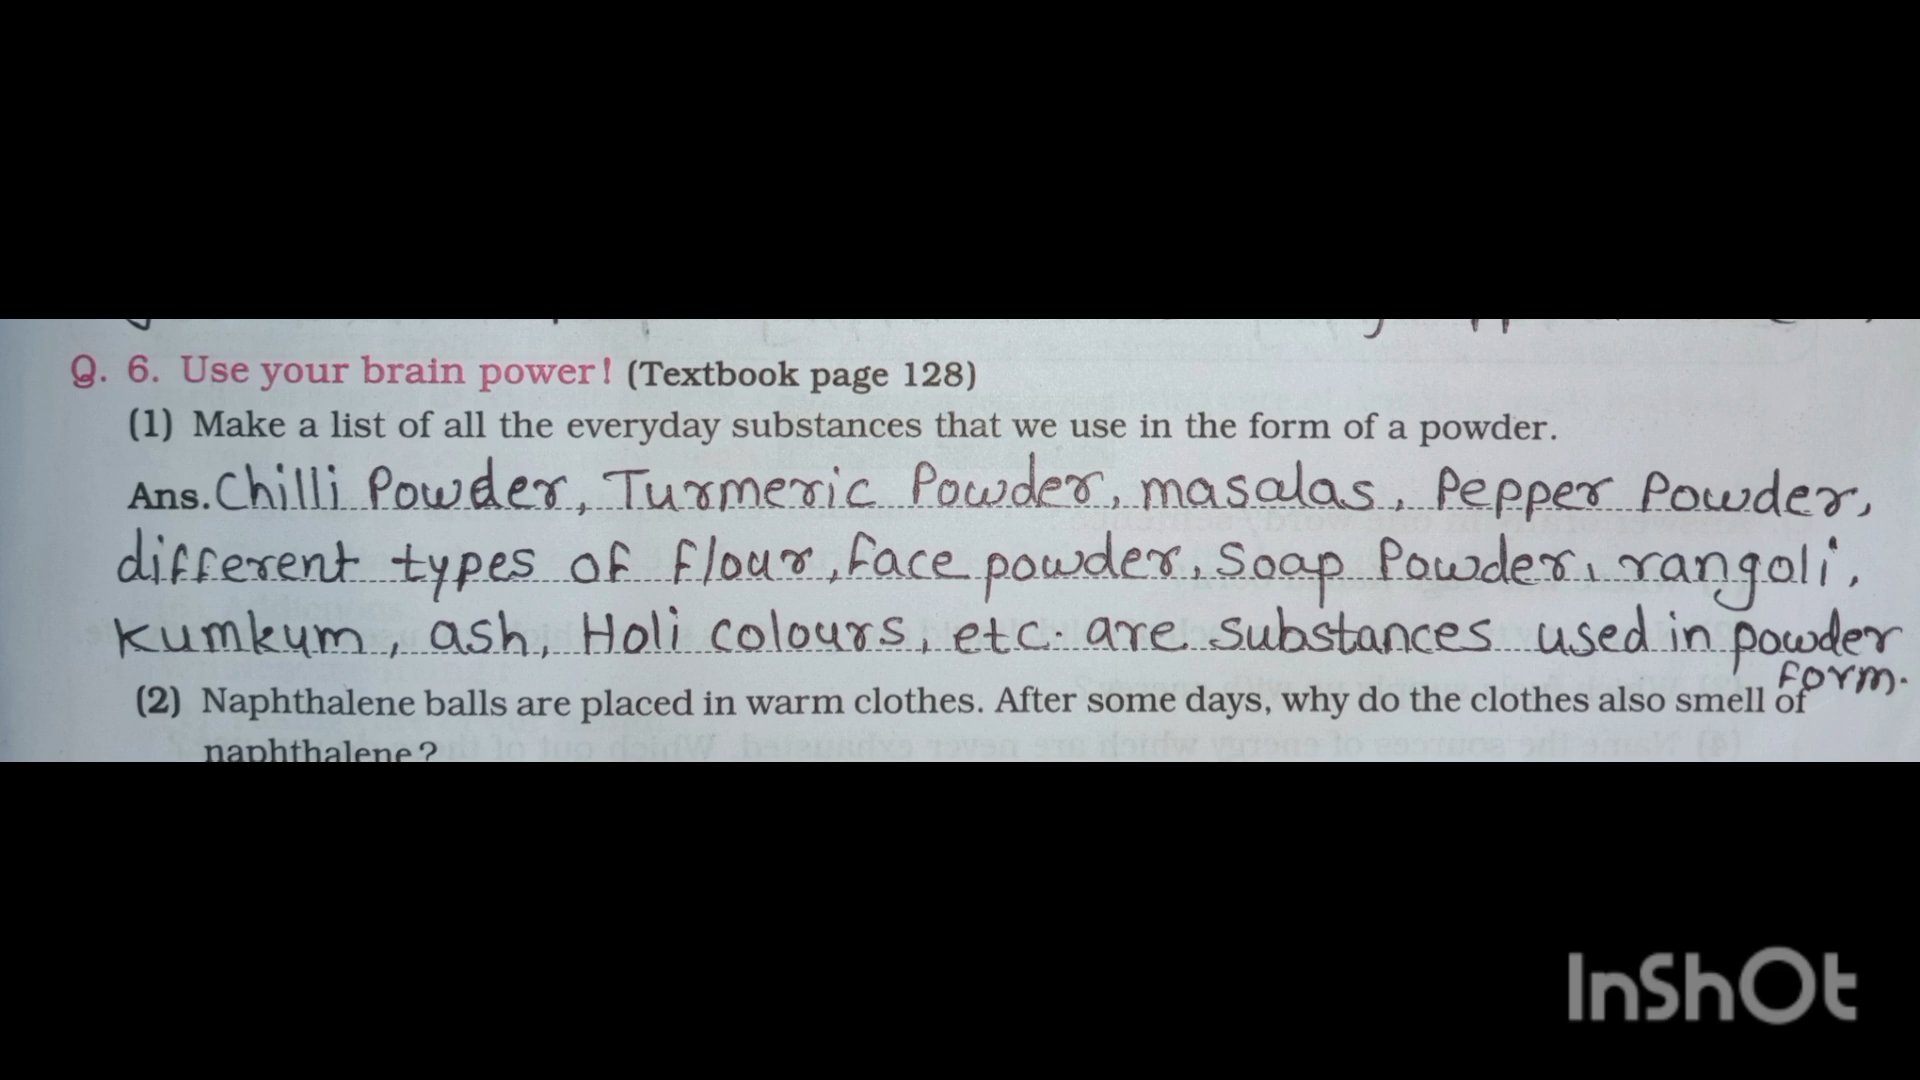 Q. 6. Use your brain power! (Textbook page 128)
(1) Make a list of all the everyday substances that we use in the form of a powder.
Ans. Chilli Powder, Turmeric Powder, masalas, Pepper Powder,
different types of flour, face powder, Soap Powder, rangoli,
kumkum, ash, Holi colours, etc. are substances used in powder
form.
(2) Naphthalene balls are placed in warm clothes. After some days, why do the clothes also smell of
naphthalene?
InShOt